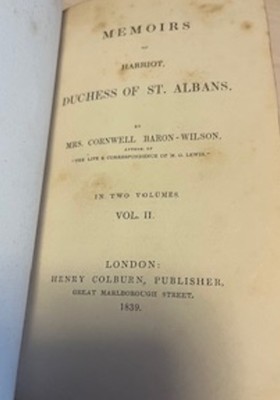 MEMOIRS
OF
HARRIOT,
DUCHESS OF ST. ALBANS.
BY
MRS. CORNWELL BARON-WILSON,
AUTHOR OF
"THE LIFE & CORRESPONDENCE OF M. G. LEWIS."
IN TWO VOLUMES.
VOL. II.
LONDON:
HENRY COLBURN, PUBLISHER,
GREAT MARLBOROUGH STREET.
1839.